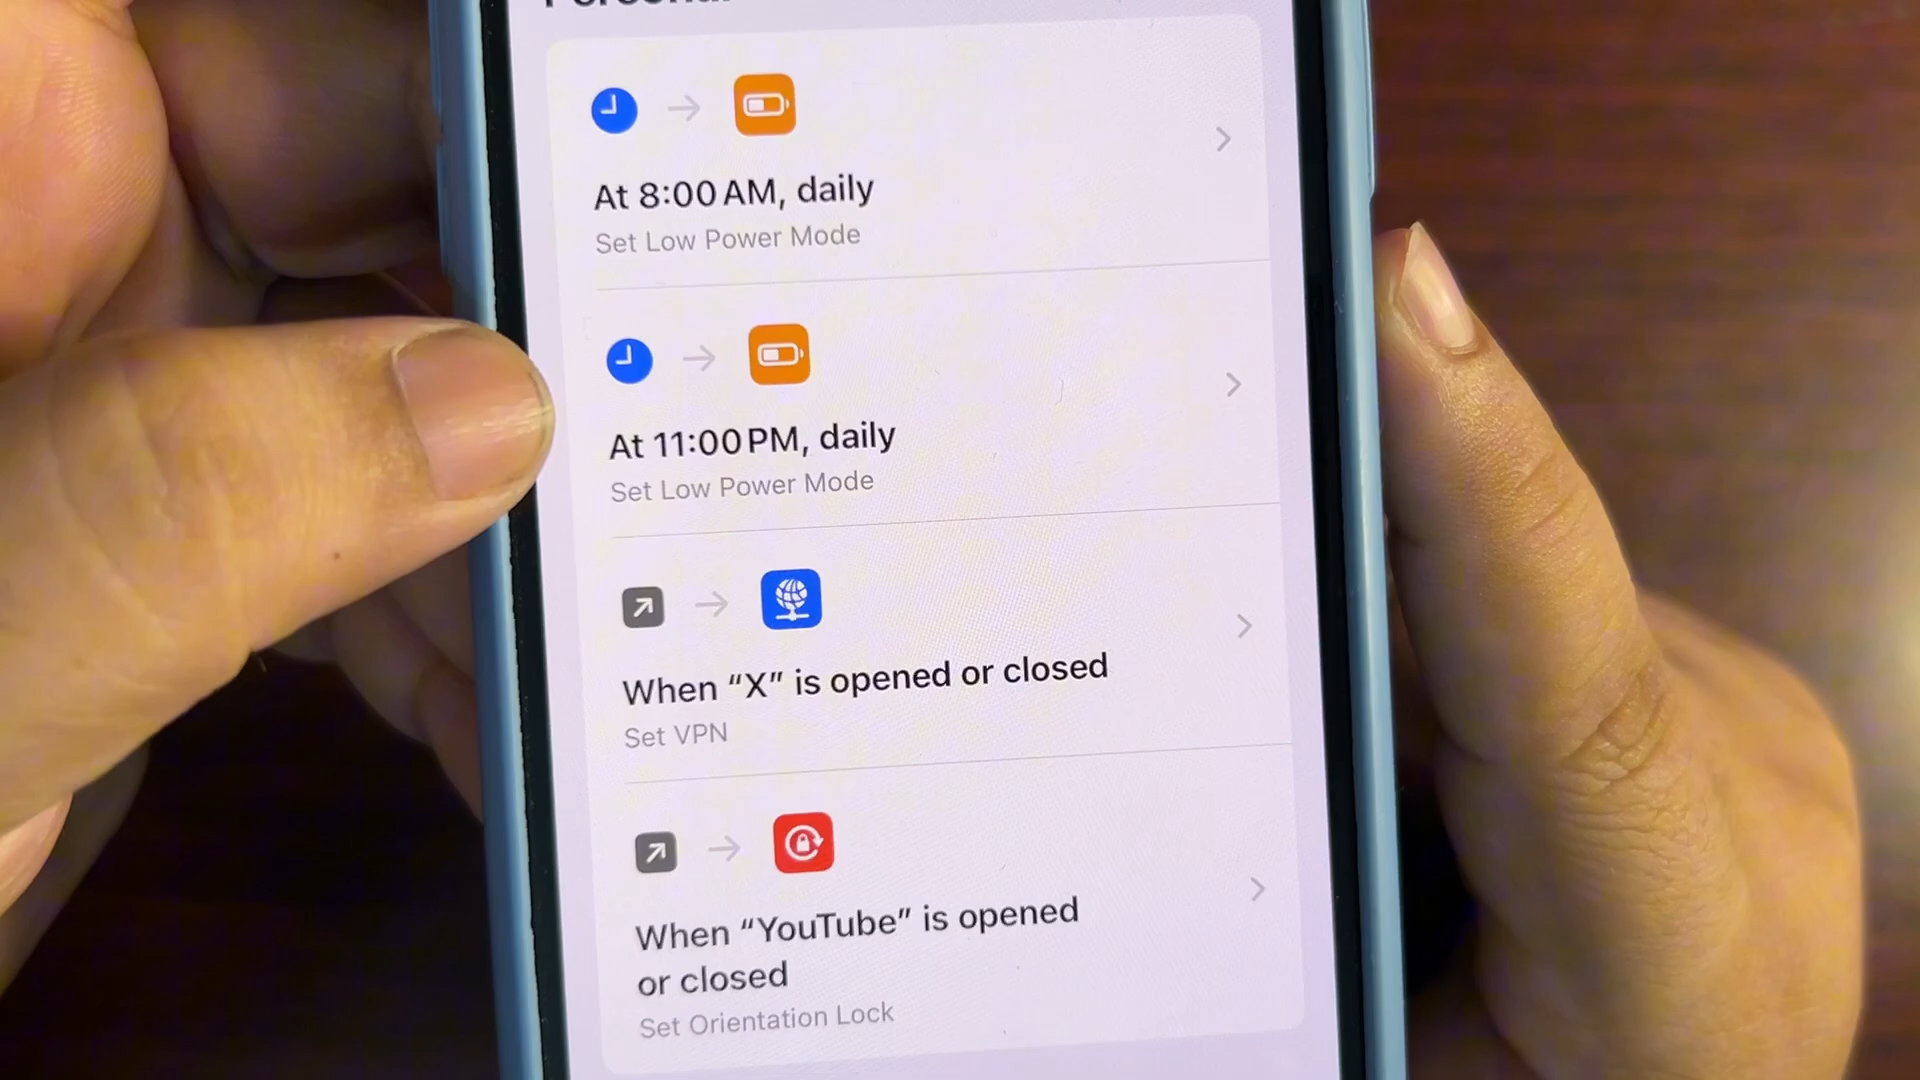 Personal
At 8:00 AM, daily
Set Low Power Mode
At 11:00 PM, daily
Set Low Power Mode
When “X” is opened or closed
Set VPN
When “YouTube” is opened
or closed
Set Orientation Lock